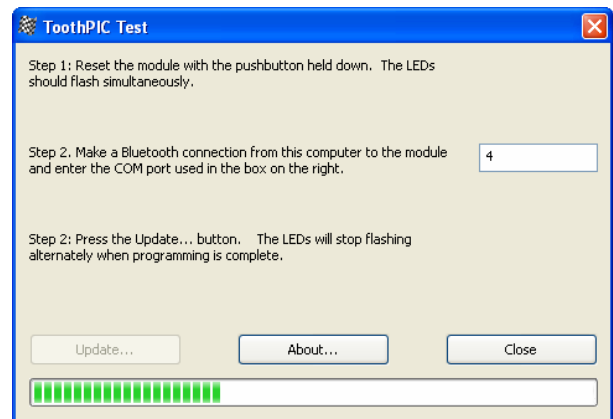 ToothPIC Test
Step 1: Reset the module with the pushbutton held down.  The LEDs
should flash simultaneously.
Step 2. Make a Bluetooth connection from this computer to the module
and enter the COM port used in the box on the right.
4
Step 2: Press the Update... button.   The LEDs will stop flashing
alternately when programming is complete.
Update...
About...
Close